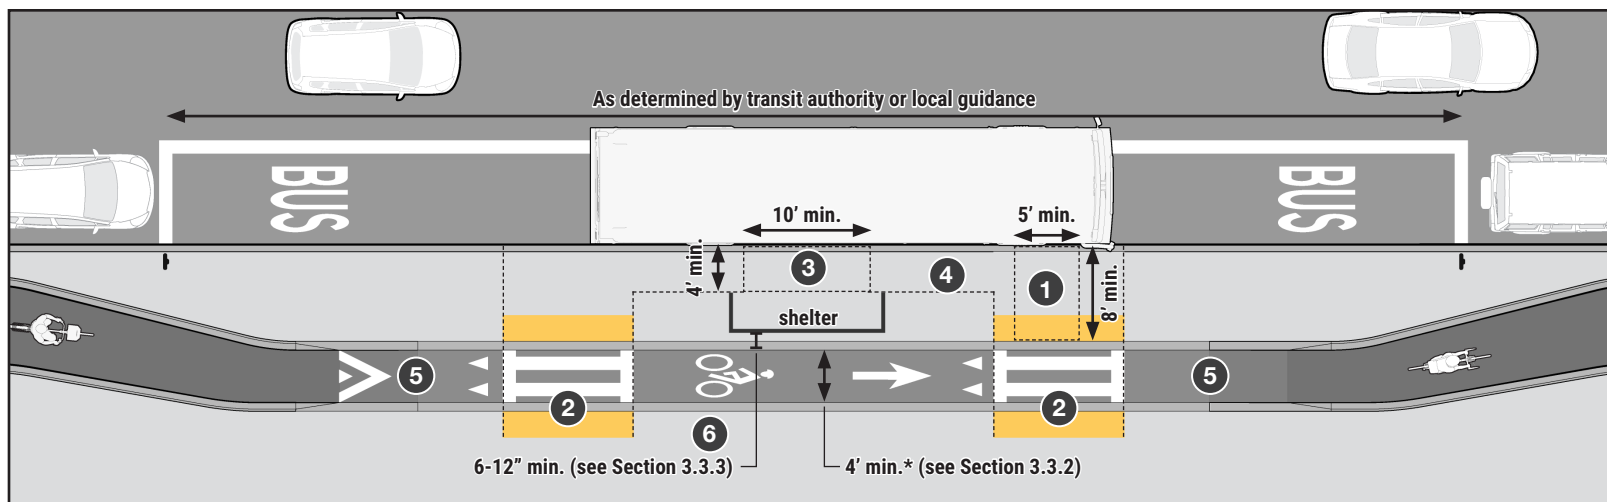 As determined by transit authority or local guidance
BUS
BUS
10’ min.
5’ min.
4’ min.
3
4
1
8’ min.
shelter
5
5
2
2
6
6-12” min. (see Section 3.3.3)
4’ min.* (see Section 3.3.2)